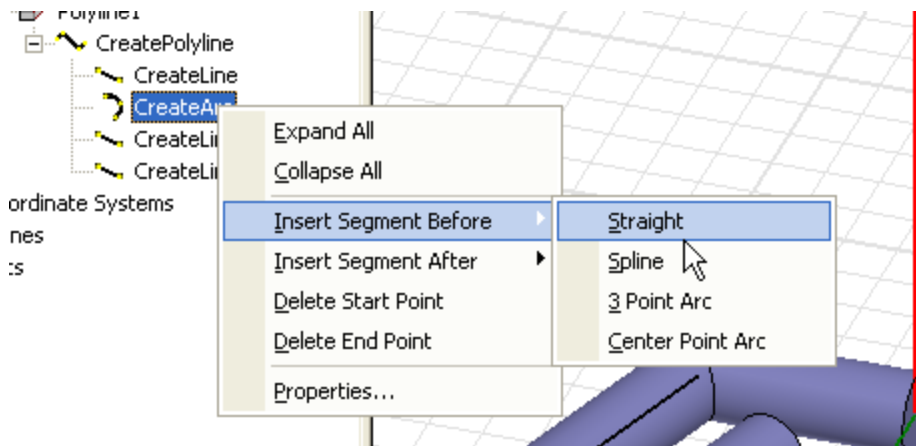 Polyline1
CreatePolyline
CreateLine
CreateArc
CreateLi
CreateLi
ordinate Systems
nes
ts
Expand All
Collapse All
Insert Segment Before
Insert Segment After
Delete Start Point
Delete End Point
Properties...
Straight
Spline
3 Point Arc
Center Point Arc